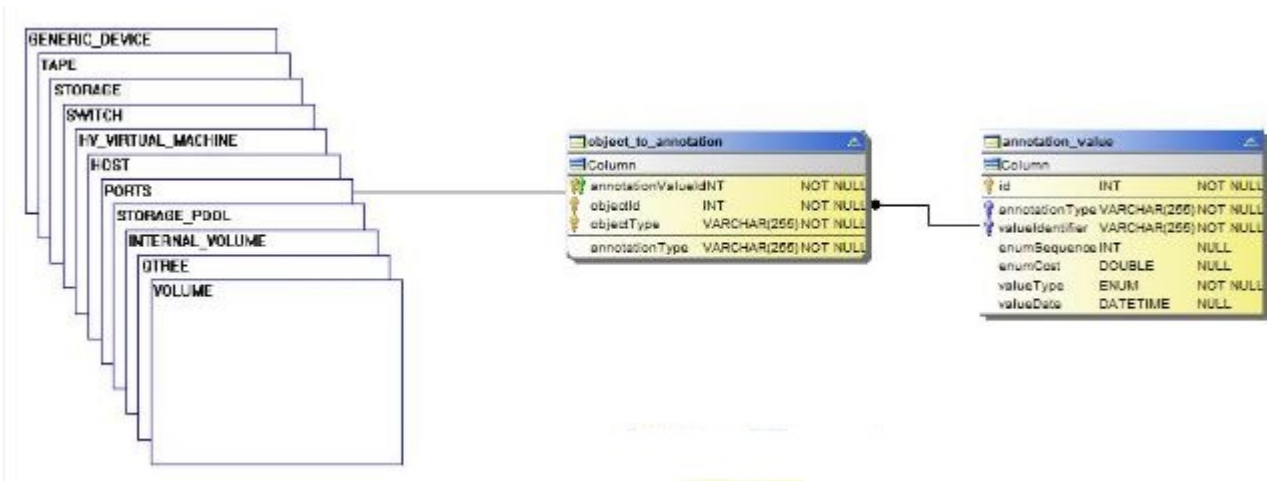 GENERIC_DEVICE
TAPE
STORAGE
SWITCH
HV_VIRTUAL_MACHINE
HOST
PORTS
STORAGE_POOL
INTERNAL_VOLUME
QTREE
VOLUME
object_to_annotation
Column
annotationValueId INT NOT NULL
objectId INT NOT NULL
objectType VARCHAR(255) NOT NULL
annotationType VARCHAR(255) NOT NULL
annotation_value
Column
id INT NOT NULL
annotationType VARCHAR(255) NOT NULL
valueIdentifier VARCHAR(255) NOT NULL
enumSequence INT NULL
enumCost DOUBLE NULL
valueType ENUM NOT NULL
valueDate DATETIME NULL